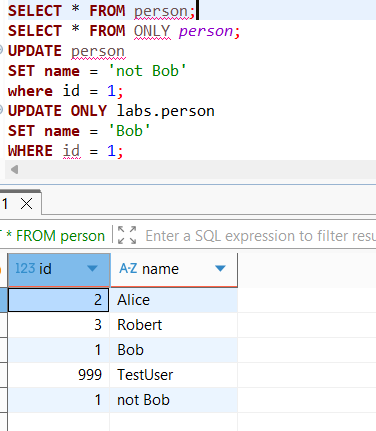 SELECT * FROM person;
SELECT * FROM ONLY person;
UPDATE person
SET name = 'not Bob'
where id = 1;
UPDATE ONLY labs.person
SET name = 'Bob'
WHERE id = 1;
1
T * FROM person Enter a SQL expression to filter resu
123 id A-Z name
2 Alice
3 Robert
1 Bob
999 TestUser
1 not Bob